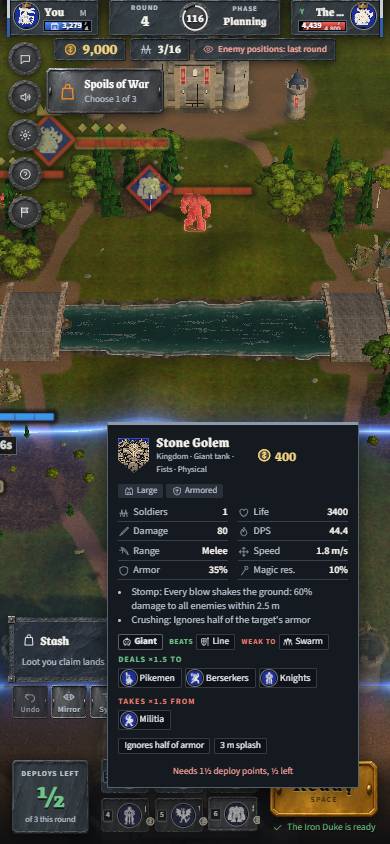 You M
3,279
ROUND
4
116
PHASE
Planning
The ...
4,439
9,000
3/16
Enemy positions: last round
Spoils of War
Choose 1 of 3
6s
Stone Golem
Kingdom · Giant tank ·
Fists · Physical
400
Large
Armored
Soldiers 1
Life 3400
Damage 80
DPS 44.4
Range Melee
Speed 1.8 m/s
Armor 35%
Magic res. 10%
• Stomp: Every blow shakes the ground: 60%
damage to all enemies within 2.5 m
• Crushing: Ignores half of the target's armor
Giant BEATS Line WEAK TO Swarm
DEALS ×1.5 TO
Pikemen Berserkers Knights
TAKES ×1.5 FROM
Militia
Ignores half of armor 3 m splash
Needs 1½ deploy points, ½ left
Stash
Loot you claim lands
Undo
Mirror
DEPLOYS LEFT
½
of 3 this round
4
5
6
SPACE
The Iron Duke is ready